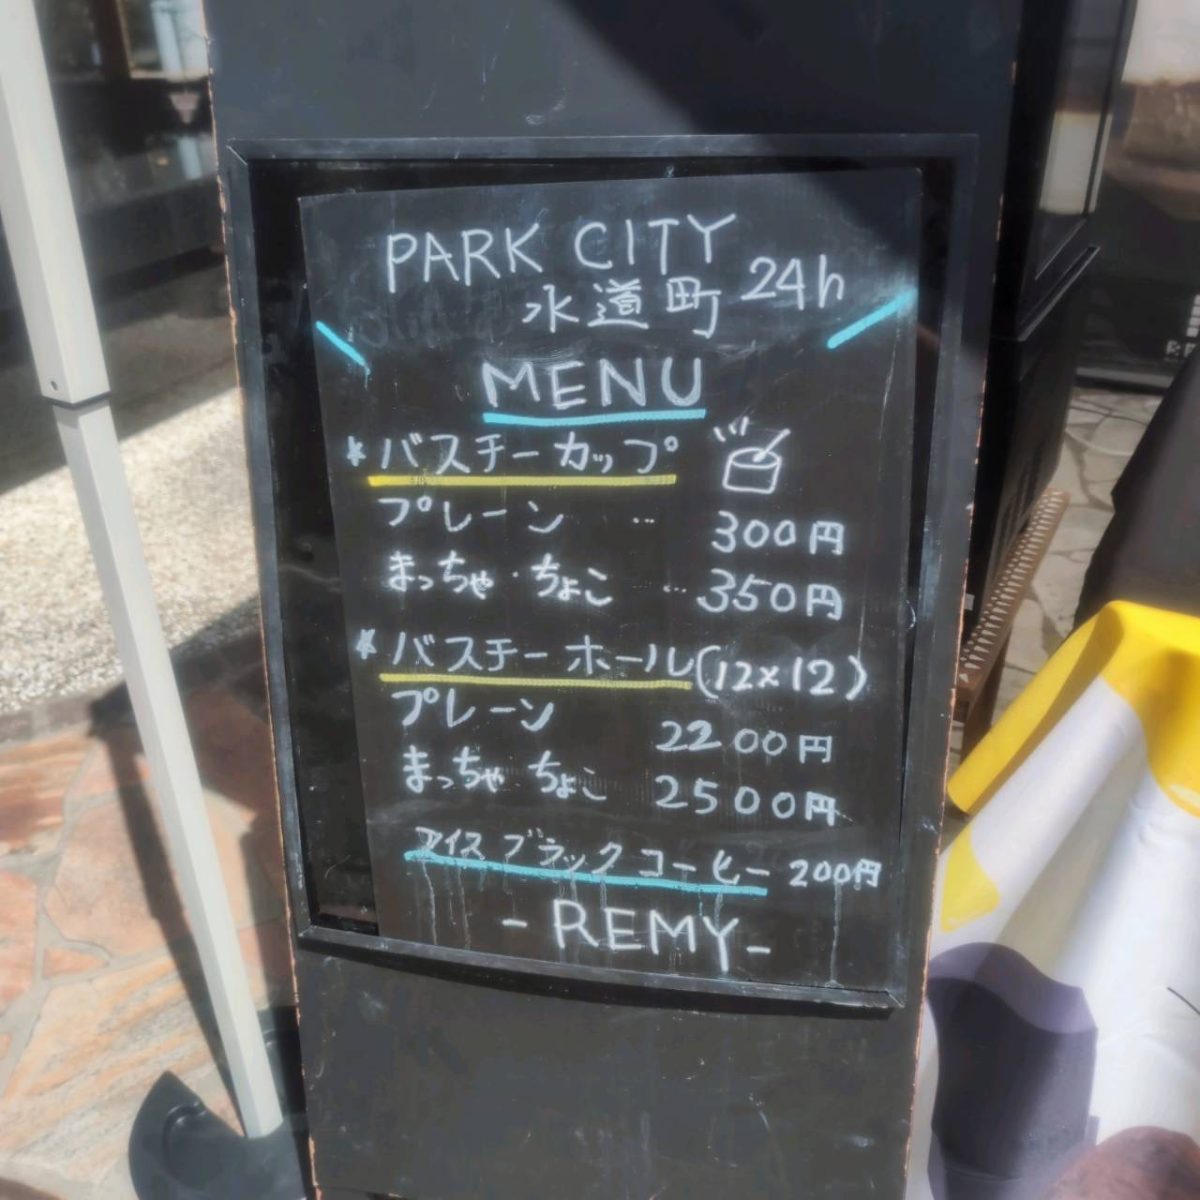 PARK CITY
水道町 24h
MENU
* バスチーカップ
プレーン … 300円
まっちゃ・ちょこ … 350円
* バスチーホール(12×12)
プレーン 2200円
まっちゃ・ちょこ 2500円
アイスブラックコーヒー 200円
- REMY -